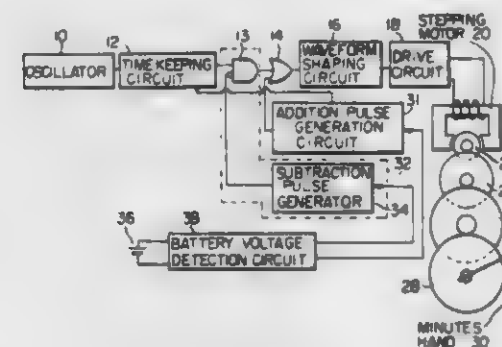 STEPPING
MOTOR 20
10
12
13
14
16
18
OSCILLATOR
TIME KEEPING
CIRCUIT
WAVEFORM
SHAPING
CIRCUIT
DRIVE
CIRCUIT
31
ADDITION PULSE
GENERATION
CIRCUIT
32
SUBTRACTION
PULSE
GENERATOR
34
36
38
BATTERY VOLTAGE
DETECTION CIRCUIT
28
MINUTES
HAND 30